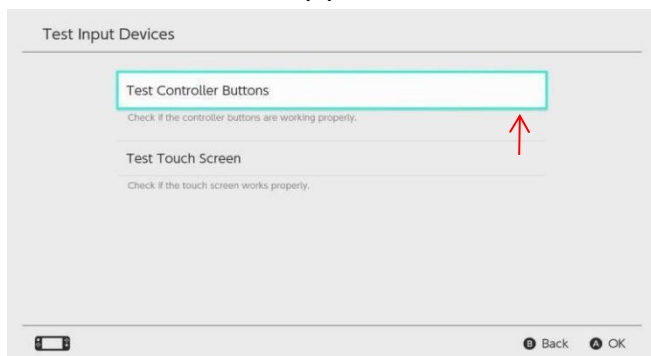 Test Input Devices
Test Controller Buttons
Check if the controller buttons are working properly.
Test Touch Screen
Check if the touch screen works properly.
B Back A OK